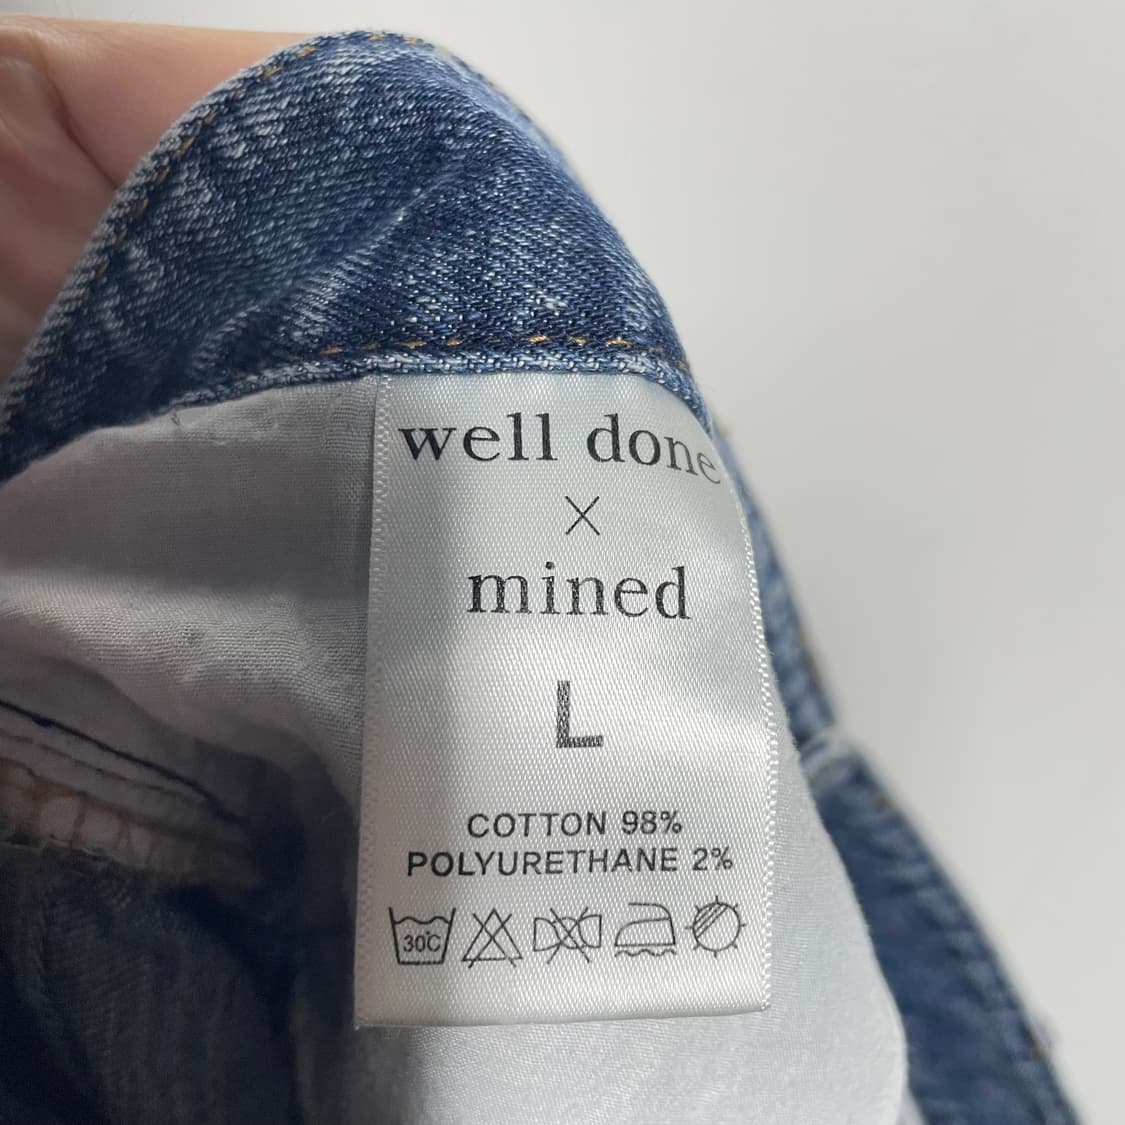 well done
×
mined
L
COTTON 98%
POLYURETHANE 2%
30℃